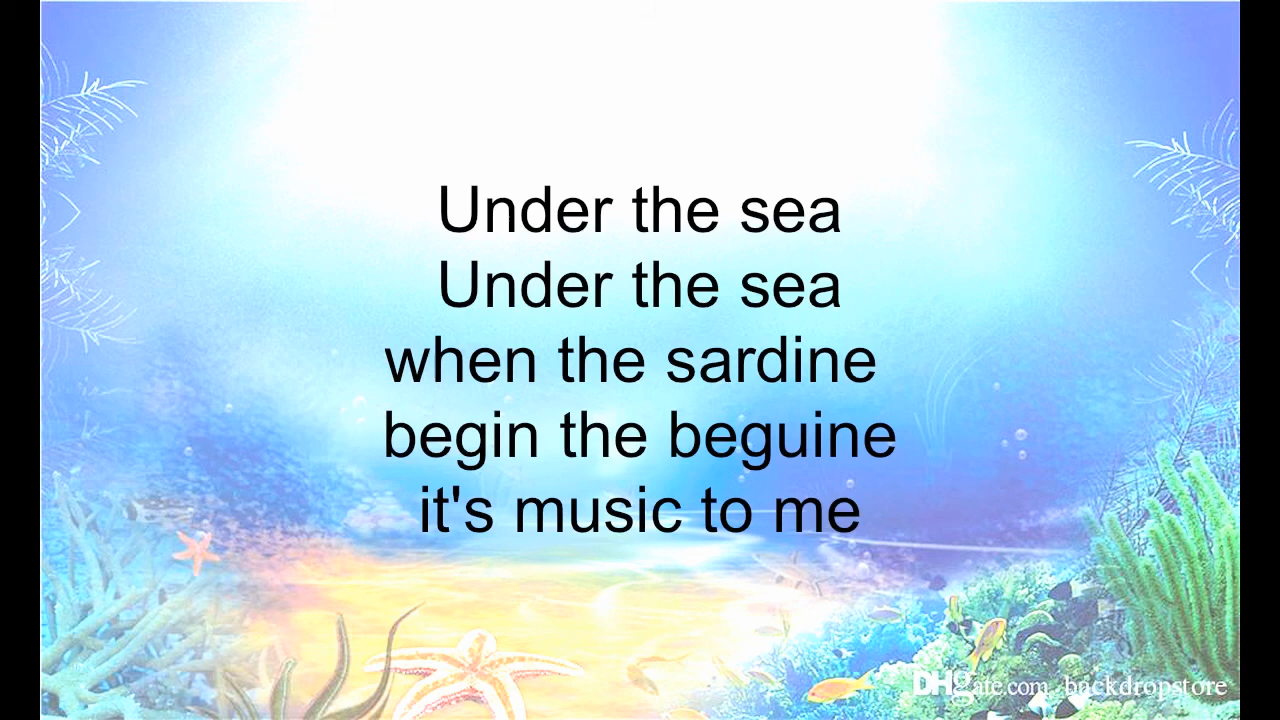 Under the sea
Under the sea
when the sardine
begin the beguine
it's music to me
DHgate.com backdropstore